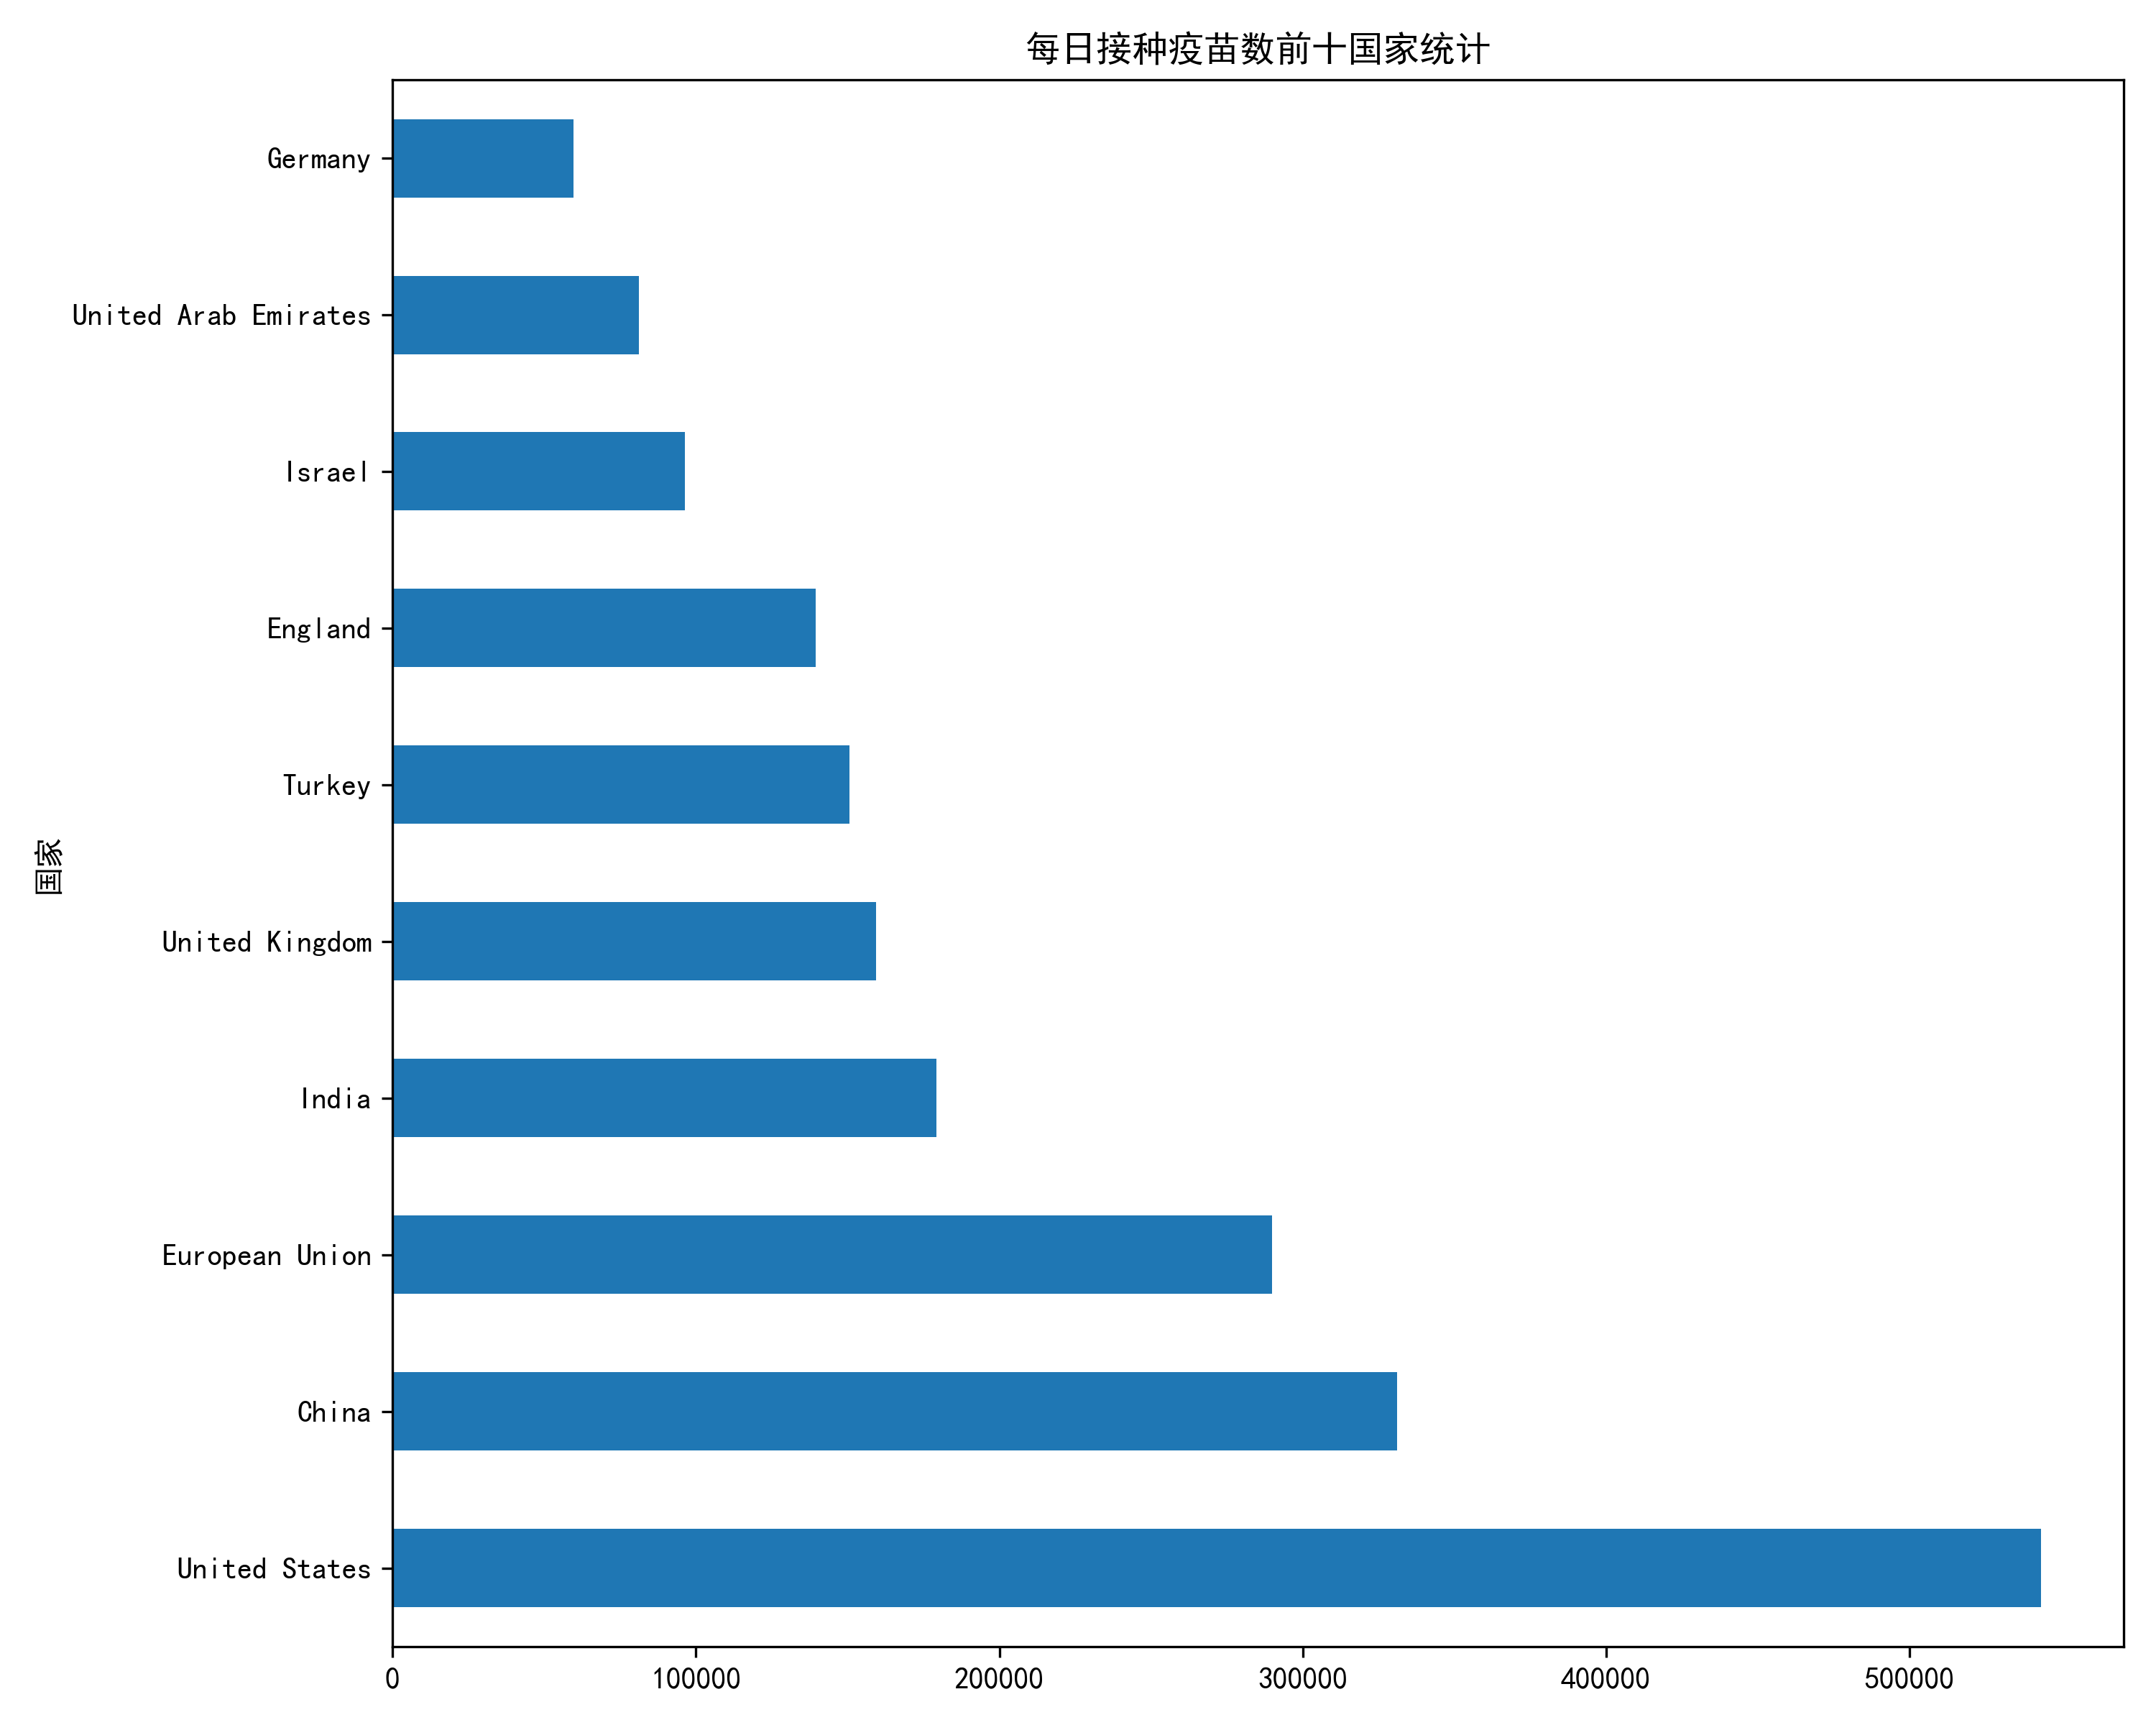 每日接种疫苗数前十国家统计
国家
Germany
United Arab Emirates
Israel
England
Turkey
United Kingdom
India
European Union
China
United States
0 100000 200000 300000 400000 500000